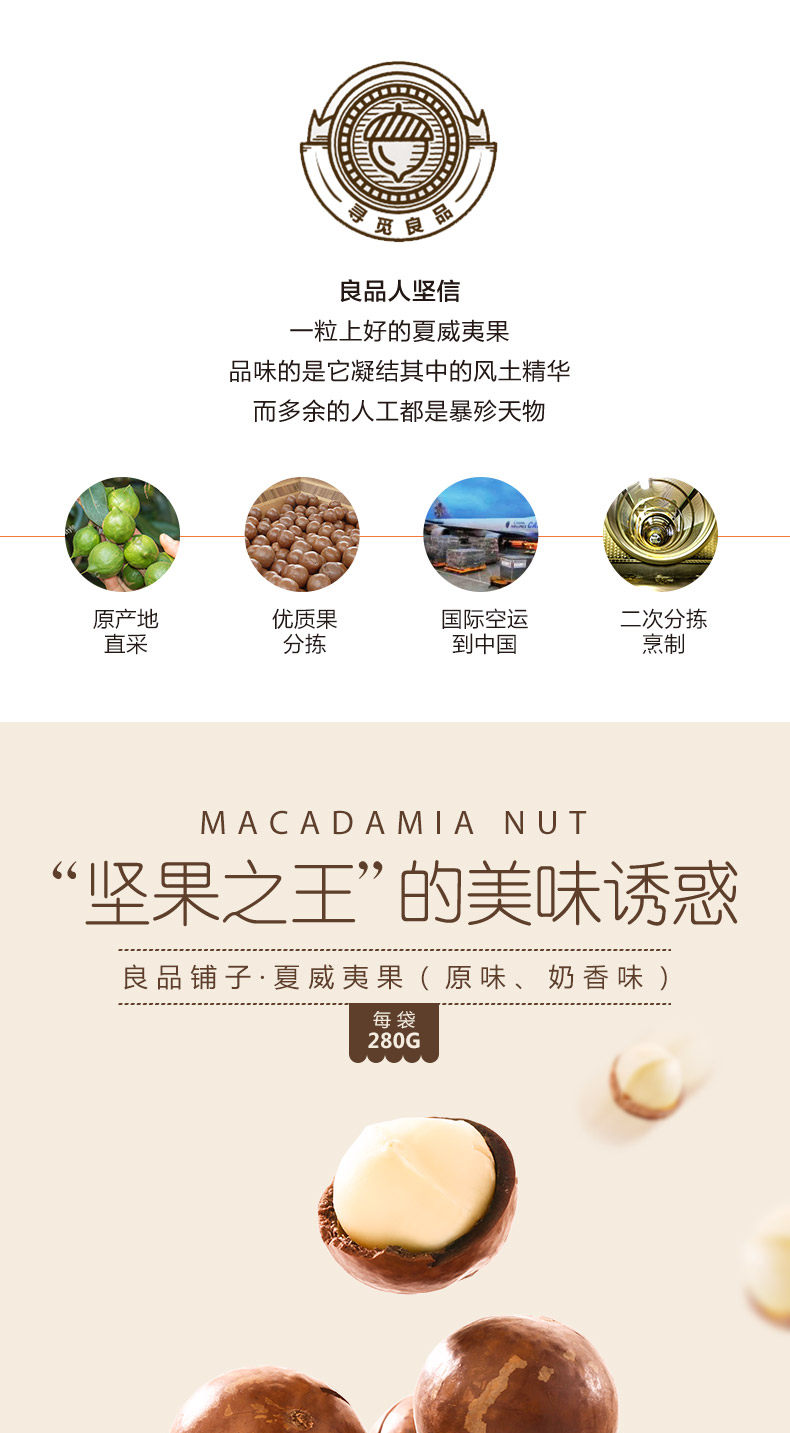 寻觅良品
良品人坚信
一粒上好的夏威夷果
品味的是它凝结其中的风土精华
而多余的人工都是暴殄天物
原产地
直采
优质果
分拣
国际空运
到中国
二次分拣
烹制
MACADAMIA NUT
“坚果之王”的美味诱惑
良品铺子·夏威夷果（原味、奶香味）
每袋
280G